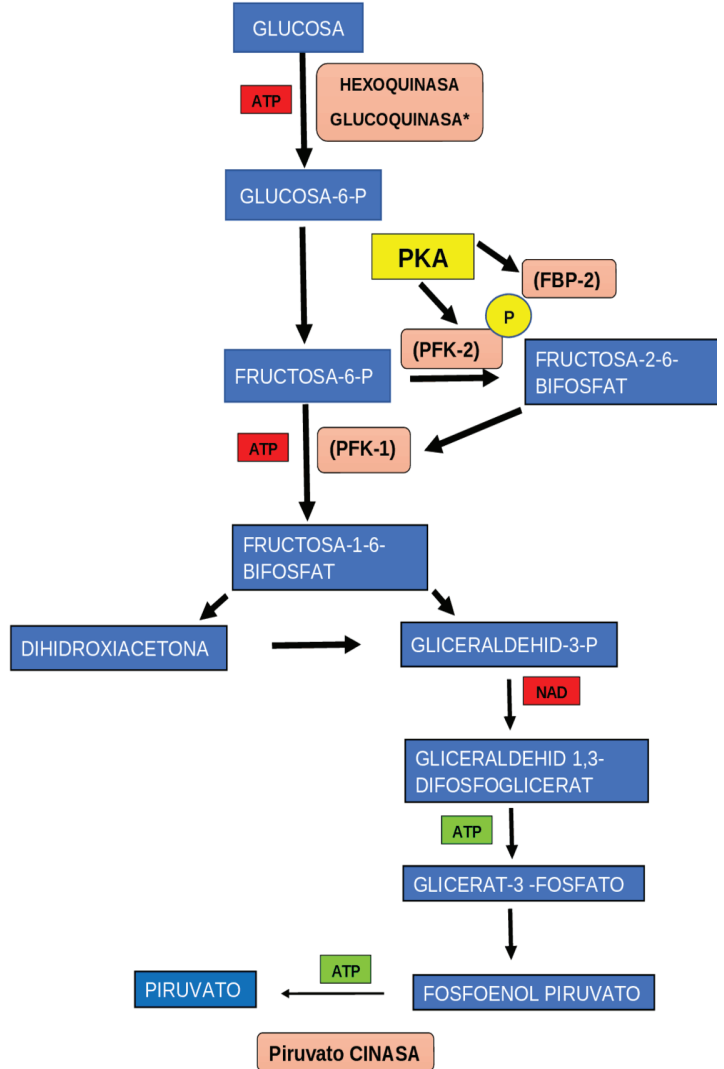 GLUCOSA
ATP
HEXOQUINASA
GLUCOQUINASA*
GLUCOSA-6-P
PKA
(FBP-2)
P
(PFK-2)
FRUCTOSA-6-P
FRUCTOSA-2-6-
BIFOSFAT
ATP
(PFK-1)
FRUCTOSA-1-6-
BIFOSFAT
DIHIDROXIACETONA
GLICERALDEHID-3-P
NAD
GLICERALDEHID 1,3-
DIFOSFOGLICERAT
ATP
GLICERAT-3 -FOSFATO
ATP
PIRUVATO
FOSFOENOL PIRUVATO
Piruvato CINASA